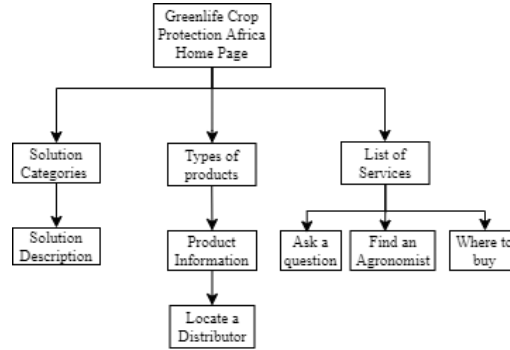 Greenlife Crop
Protection Africa
Home Page
Solution
Categories
Types of
products
List of
Services
Solution
Description
Product
Information
Ask a
question
Find an
Agronomist
Where to
buy
Locate a
Distributor